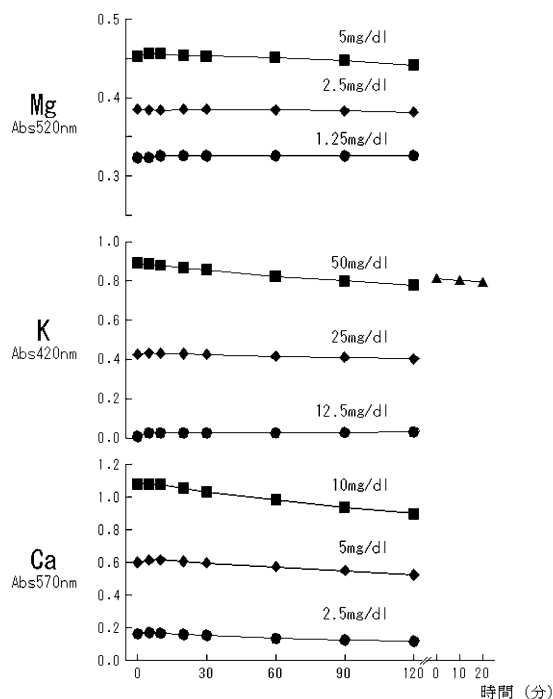 0.5
5mg/dl
2.5mg/dl
Mg
Abs520nm
0.4
1.25mg/dl
0.3
1.0
50mg/dl
0.8
K
Abs420nm
0.6
25mg/dl
0.4
0.2
12.5mg/dl
0.0
1.2
10mg/dl
1.0
Ca
Abs570nm
0.8
5mg/dl
0.6
0.4
2.5mg/dl
0.2
0.0
0 30 60 90 120 0 10 20
時間 (分)